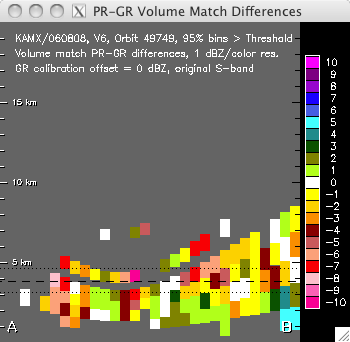 PR-GR Volume Match Differences
KAMX/060808, V6, Orbit 49749, 95% bins > Threshold
Volume match PR-GR differences, 1 dBZ/color res.
GR calibration offset = 0 dBZ, original S-band
15 km
10 km
5 km
A
B
10
9
8
7
6
5
4
3
2
1
0
-1
-2
-3
-4
-5
-6
-7
-8
-9
-10